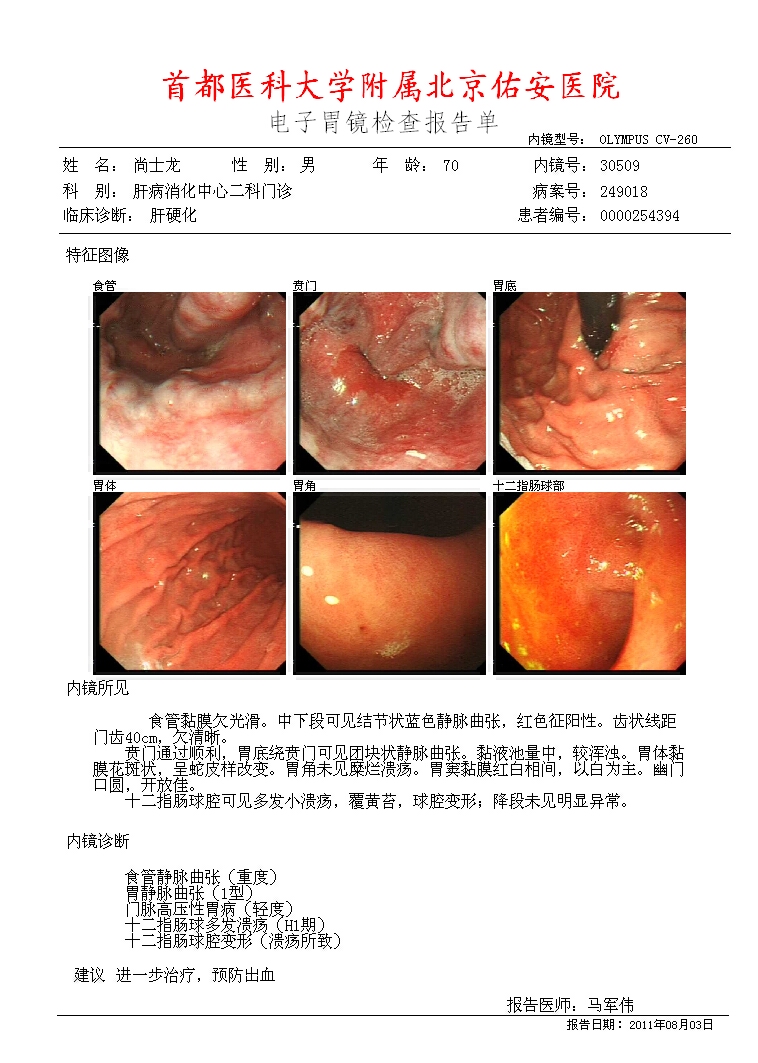 首都医科大学附属北京佑安医院
电子胃镜检查报告单
内镜型号： OLYMPUS CV-260
姓 名： 尚士龙 性 别： 男 年 龄： 70 内镜号： 30509
科 别： 肝病消化中心二科门诊 病案号： 249018
临床诊断： 肝硬化 患者编号： 0000254394
特征图像
食管 贲门 胃底
胃体 胃角 十二指肠球部
内镜所见
食管黏膜欠光滑。中下段可见结节状蓝色静脉曲张，红色征阳性。齿状线距
门齿40cm，欠清晰。
贲门通过顺利，胃底绕贲门可见团块状静脉曲张。黏液池量中，较浑浊。胃体黏
膜花斑状，呈蛇皮样改变。胃角未见糜烂溃疡。胃窦黏膜红白相间，以白为主。幽门
口圆，开放佳。
十二指肠球腔可见多发小溃疡，覆黄苔，球腔变形；降段未见明显异常。
内镜诊断
食管静脉曲张（重度）
胃静脉曲张（1型）
门脉高压性胃病（轻度）
十二指肠球多发溃疡（H1期）
十二指肠球腔变形（溃疡所致）
建议 进一步治疗，预防出血
报告医师：马军伟
报告日期：2011年08月03日